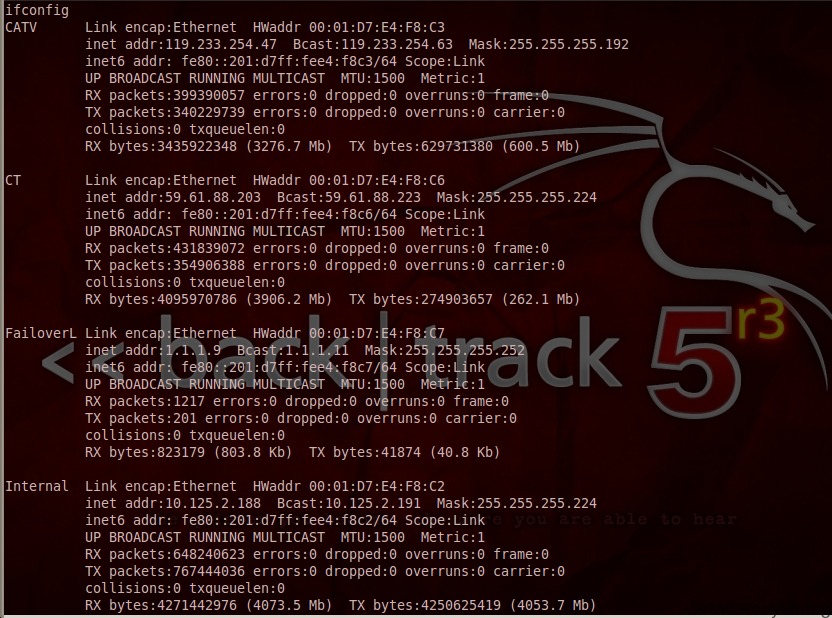 ifconfig
CATV      Link encap:Ethernet  HWaddr 00:01:D7:E4:F8:C3
          inet addr:119.233.254.47  Bcast:119.233.254.63  Mask:255.255.255.192
          inet6 addr: fe80::201:d7ff:fee4:f8c3/64 Scope:Link
          UP BROADCAST RUNNING MULTICAST  MTU:1500  Metric:1
          RX packets:399390057 errors:0 dropped:0 overruns:0 frame:0
          TX packets:340229739 errors:0 dropped:0 overruns:0 carrier:0
          collisions:0 txqueuelen:0
          RX bytes:3435922348 (3276.7 Mb)  TX bytes:629731380 (600.5 Mb)
CT        Link encap:Ethernet  HWaddr 00:01:D7:E4:F8:C6
          inet addr:59.61.88.203  Bcast:59.61.88.223  Mask:255.255.255.224
          inet6 addr: fe80::201:d7ff:fee4:f8c6/64 Scope:Link
          UP BROADCAST RUNNING MULTICAST  MTU:1500  Metric:1
          RX packets:431839072 errors:0 dropped:0 overruns:0 frame:0
          TX packets:354906388 errors:0 dropped:0 overruns:0 carrier:0
          collisions:0 txqueuelen:0
          RX bytes:4095970786 (3906.2 Mb)  TX bytes:274903657 (262.1 Mb)
FailoverL Link encap:Ethernet  HWaddr 00:01:D7:E4:F8:C7
          inet addr:1.1.1.9  Bcast:1.1.1.11  Mask:255.255.255.252
          inet6 addr: fe80::201:d7ff:fee4:f8c7/64 Scope:Link
          UP BROADCAST RUNNING MULTICAST  MTU:1500  Metric:1
          RX packets:1217 errors:0 dropped:0 overruns:0 frame:0
          TX packets:201 errors:0 dropped:0 overruns:0 carrier:0
          collisions:0 txqueuelen:0
          RX bytes:823179 (803.8 Kb)  TX bytes:41874 (40.8 Kb)
<< back | track 5 r3
Internal  Link encap:Ethernet  HWaddr 00:01:D7:E4:F8:C2
          inet addr:10.125.2.188  Bcast:10.125.2.191  Mask:255.255.255.224
          inet6 addr: fe80::201:d7ff:fee4:f8c2/64 Scope:Link
          UP BROADCAST RUNNING MULTICAST  MTU:1500  Metric:1
          RX packets:648240623 errors:0 dropped:0 overruns:0 frame:0
          TX packets:767444036 errors:0 dropped:0 overruns:0 carrier:0
          collisions:0 txqueuelen:0
          RX bytes:4271442976 (4073.5 Mb)  TX bytes:4250625419 (4053.7 Mb)
you are able to hear